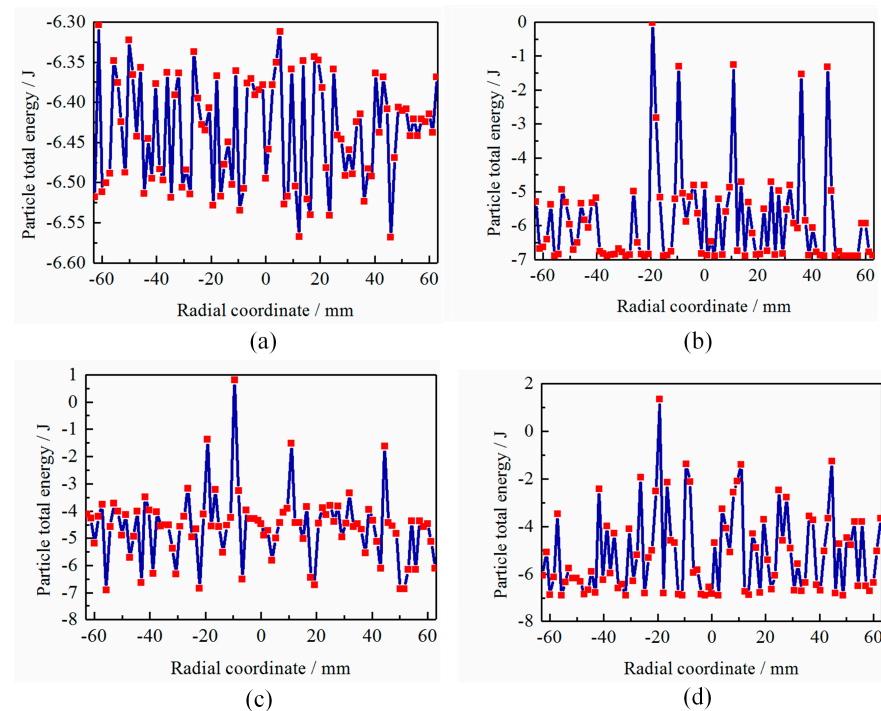 -6.30
-6.35
-6.40
-6.45
-6.50
-6.55
-6.60
Particle total energy / J
-60 -40 -20 0 20 40 60
Radial coordinate / mm
(a)
0
-1
-2
-3
-4
-5
-6
-7
Particle total energy / J
-60 -40 -20 0 20 40 60
Radial coordinate / mm
(b)
1
0
-1
-2
-3
-4
-5
-6
-7
-8
Particle total energy / J
-60 -40 -20 0 20 40 60
Radial coordinate / mm
(c)
2
0
-2
-4
-6
-8
Particle total energy / J
-60 -40 -20 0 20 40 60
Radial coordinate / mm
(d)